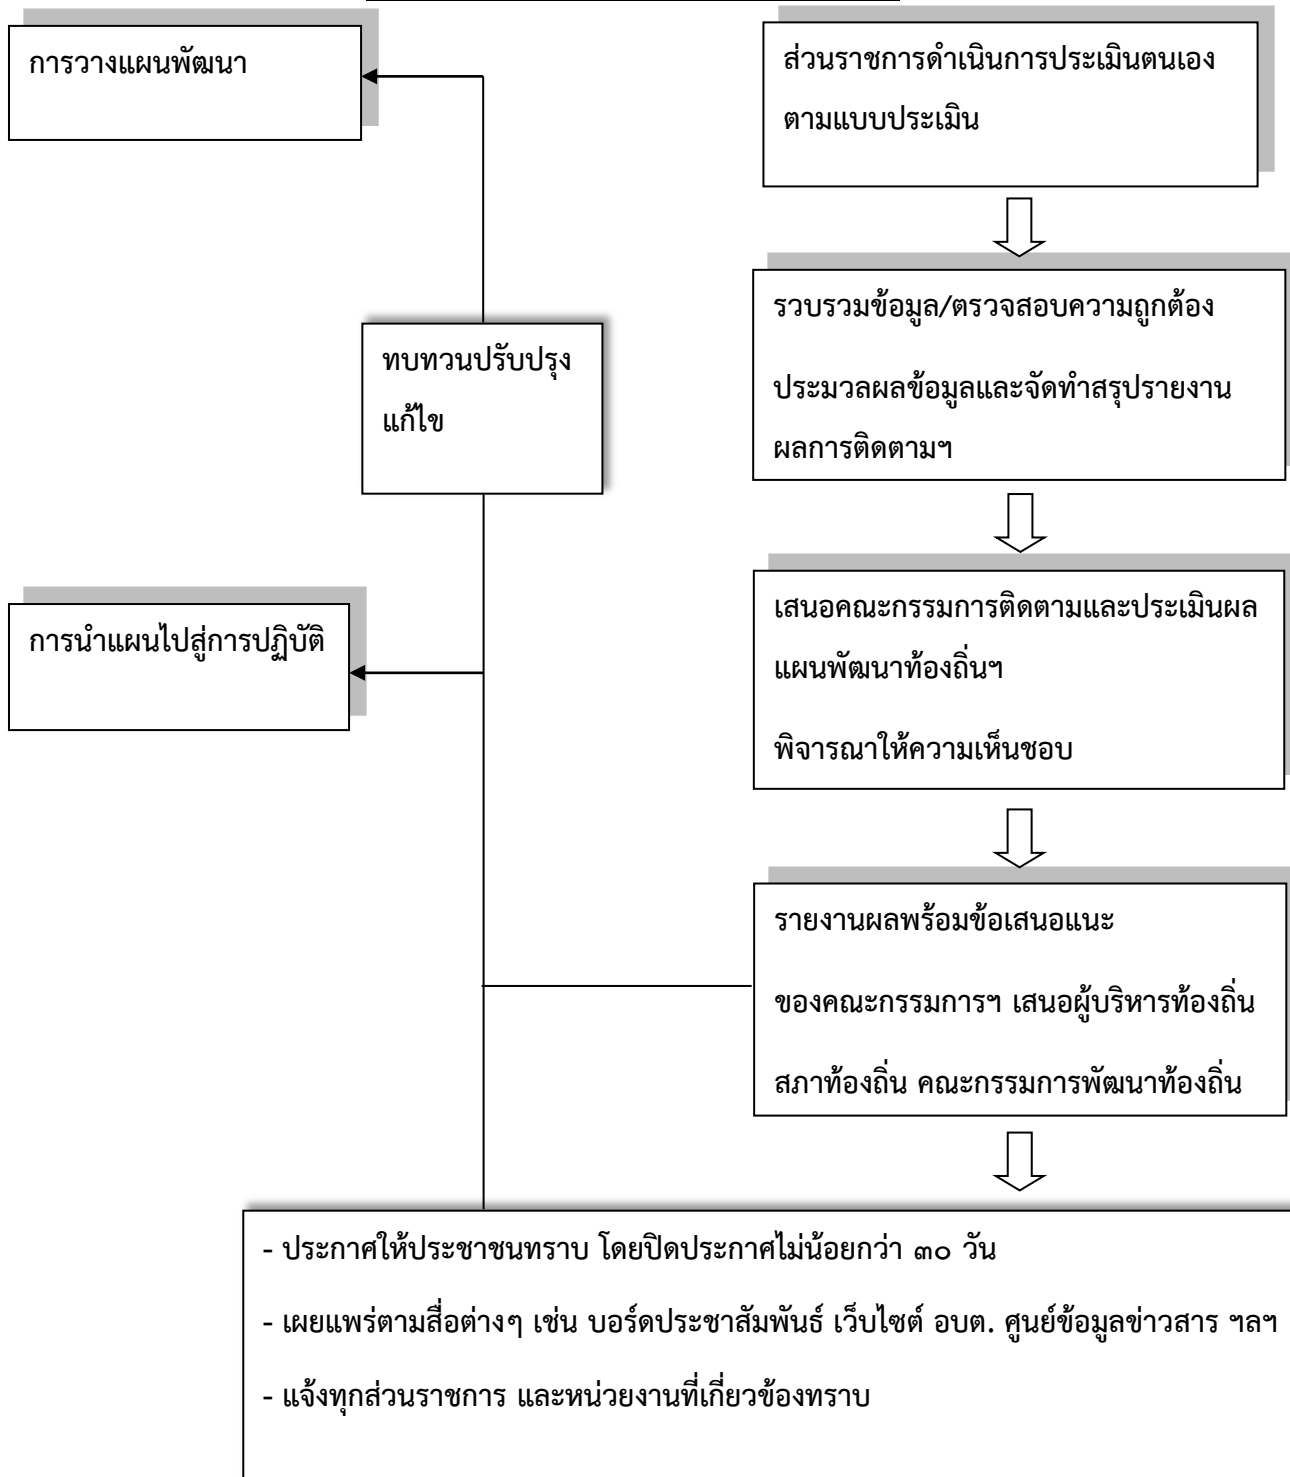 การวางแผนพัฒนา
ส่วนราชการดำเนินการประเมินตนเอง
ตามแบบประเมิน
รวบรวมข้อมูล/ตรวจสอบความถูกต้อง
ประมวลผลข้อมูลและจัดทำสรุปรายงาน
ผลการติดตามฯ
ทบทวนปรับปรุง
แก้ไข
เสนอคณะกรรมการติดตามและประเมินผล
แผนพัฒนาท้องถิ่นฯ
พิจารณาให้ความเห็นชอบ
การนำแผนไปสู่การปฏิบัติ
รายงานผลพร้อมข้อเสนอแนะ
ของคณะกรรมการฯ เสนอผู้บริหารท้องถิ่น
สภาท้องถิ่น คณะกรรมการพัฒนาท้องถิ่น
- ประกาศให้ประชาชนทราบ โดยปิดประกาศไม่น้อยกว่า ๓๐ วัน
- เผยแพร่ตามสื่อต่างๆ เช่น บอร์ดประชาสัมพันธ์ เว็บไซต์ อบต. ศูนย์ข้อมูลข่าวสาร ฯลฯ
- แจ้งทุกส่วนราชการ และหน่วยงานที่เกี่ยวข้องทราบ